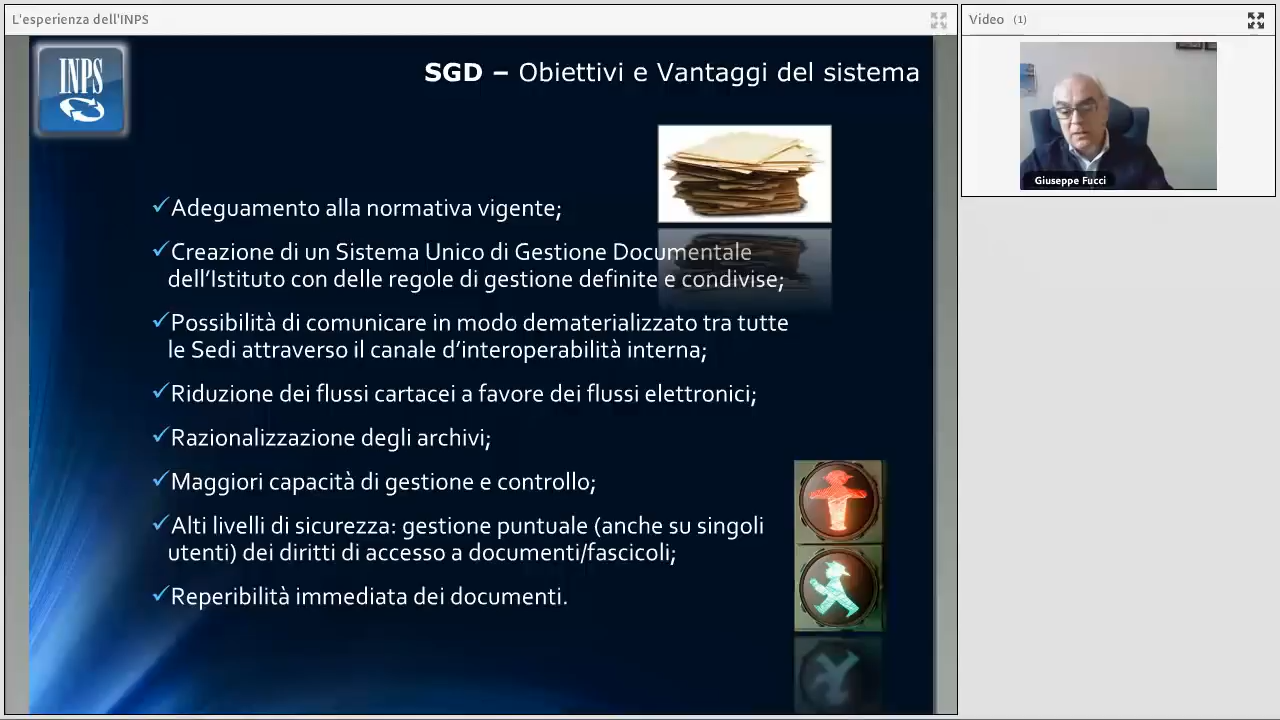 L'esperienza dell'INPS
Video (1)
INPS
SGD – Obiettivi e Vantaggi del sistema
Giuseppe Fucci
✓Adeguamento alla normativa vigente;
✓Creazione di un Sistema Unico di Gestione Documentale
dell’Istituto con delle regole di gestione definite e condivise;
✓Possibilità di comunicare in modo dematerializzato tra tutte
le Sedi attraverso il canale d’interoperabilità interna;
✓Riduzione dei flussi cartacei a favore dei flussi elettronici;
✓Razionalizzazione degli archivi;
✓Maggiori capacità di gestione e controllo;
✓Alti livelli di sicurezza: gestione puntuale (anche su singoli
utenti) dei diritti di accesso a documenti/fascicoli;
✓Reperibilità immediata dei documenti.